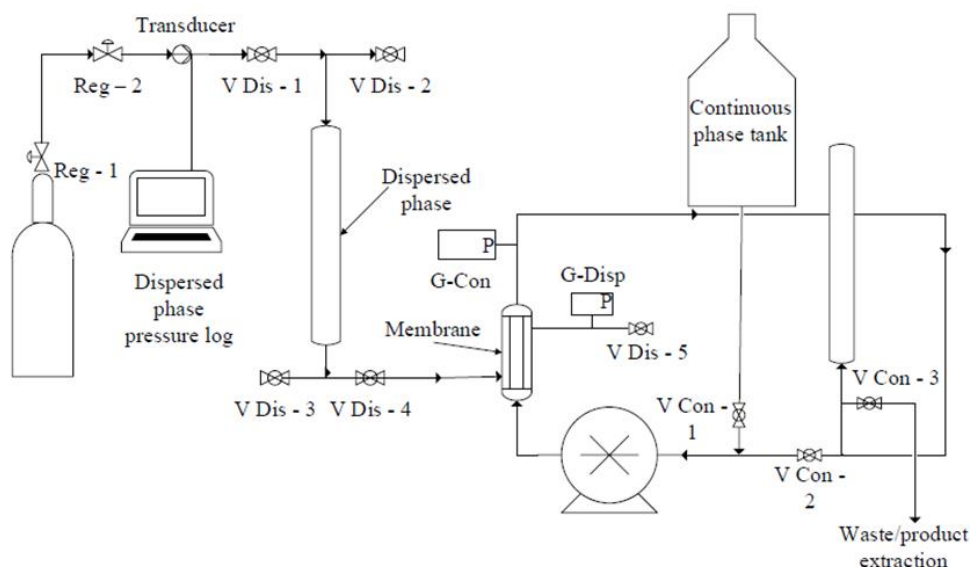 Transducer
Reg – 2
V Dis - 1
V Dis - 2
Reg - 1
Continuous
phase tank
Dispersed
phase
P
G-Con
G-Disp
P
Dispersed
phase
pressure log
Membrane
V Dis - 5
V Dis - 3
V Dis - 4
V Con -
1
V Con - 3
V Con -
2
Waste/product
extraction